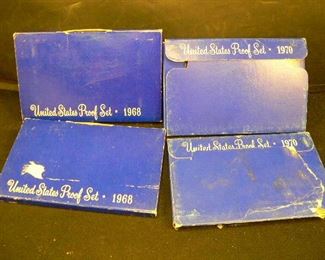 United States Proof Set • 1968
United States Proof Set • 1970
United States Proof Set • 1968
United States Proof Set • 1970